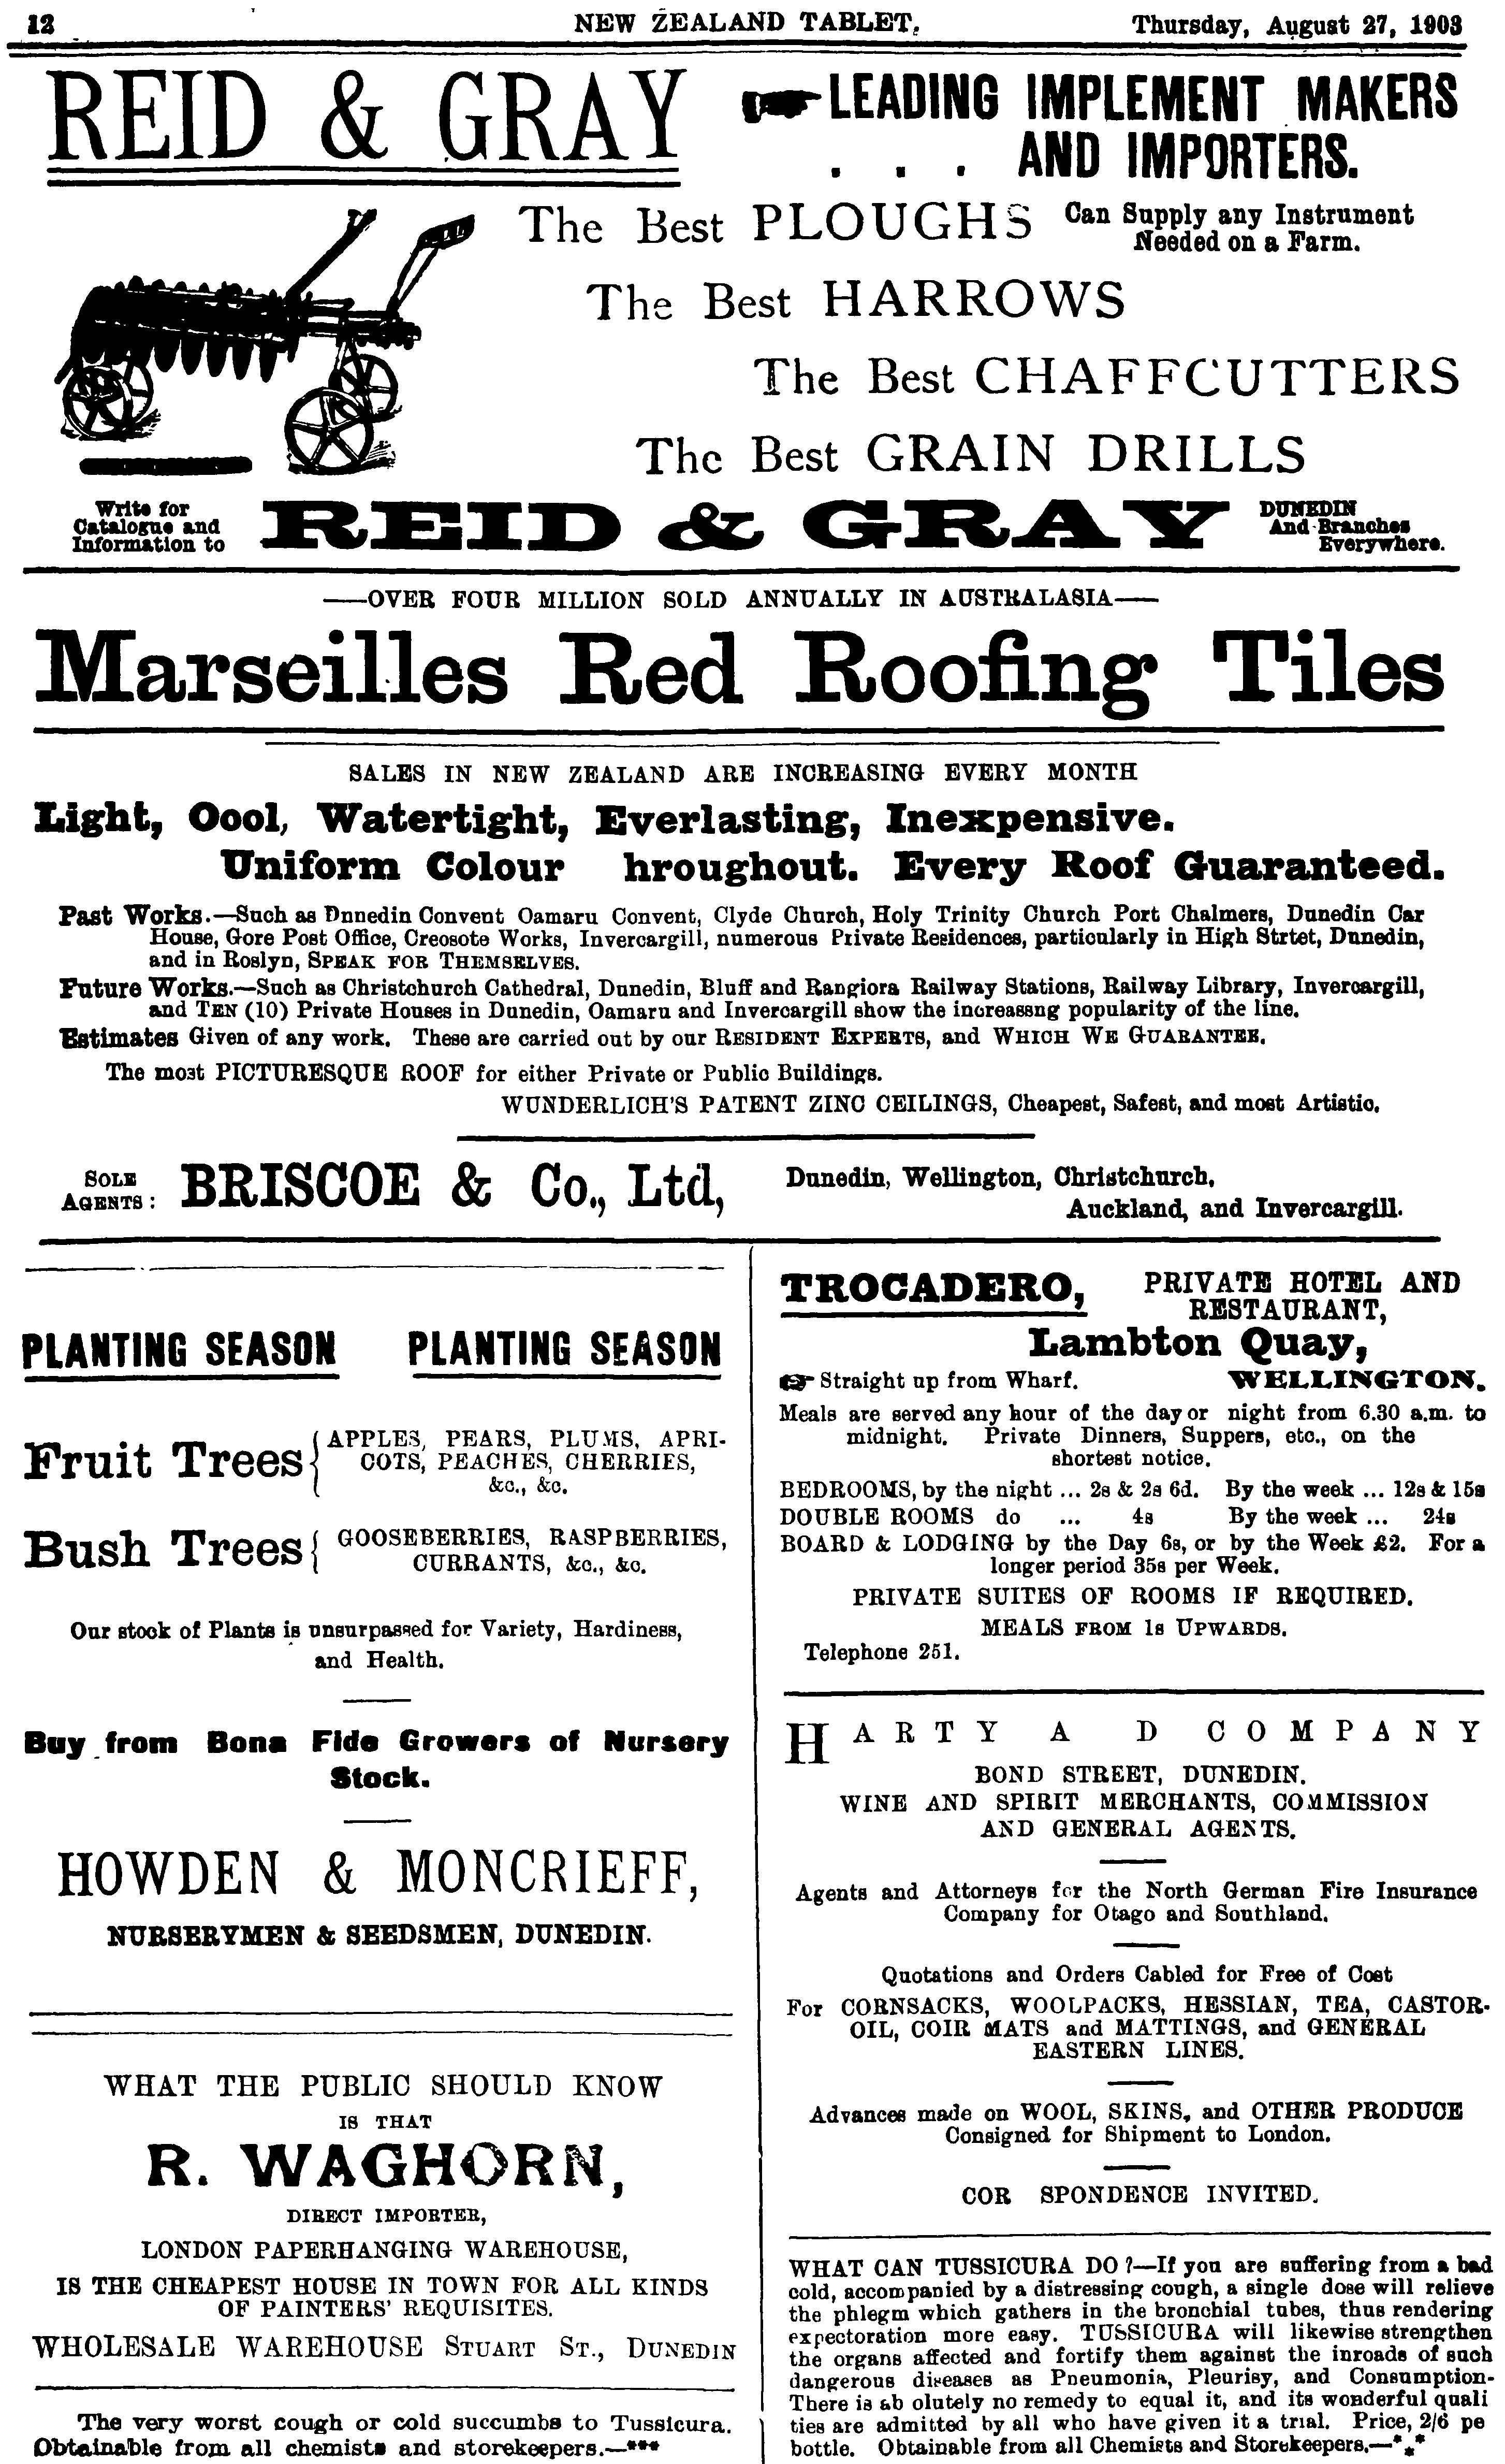 12
NEW ZEALAND TABLET.
Thursday, August 27, 1903
REID & GRAY
LEADING IMPLEMENT MAKERS
. . . AND IMPORTERS.
The Best PLOUGHS
Can Supply any Instrument
Needed on a Farm.
The Best HARROWS
The Best CHAFFCUTTERS
The Best GRAIN DRILLS
Write for
Catalogue and
Information to
REID & GRAY
DUNEDIN
And Branches
Everywhere.
—OVER FOUR MILLION SOLD ANNUALLY IN AUSTRALASIA—
Marseilles Red Roofing Tiles
SALES IN NEW ZEALAND ARE INCREASING EVERY MONTH
Light, Cool, Watertight, Everlasting, Inexpensive.
Uniform Colour hroughout. Every Roof Guaranteed.
Past Works.—Such as Dunedin Convent Oamaru Convent, Clyde Church, Holy Trinity Church Port Chalmers, Dunedin Car
House, Gore Post Office, Creosote Works, Invercargill, numerous Private Residences, particularly in High Strtet, Dunedin,
and in Roslyn, SPEAK FOR THEMSELVES.
Future Works.—Such as Christchurch Cathedral, Dunedin, Bluff and Rangiora Railway Stations, Railway Library, Invercargill,
and TEN (10) Private Houses in Dunedin, Oamaru and Invercargill show the increassng popularity of the line.
Estimates Given of any work. These are carried out by our RESIDENT EXPERTS, and WHICH WE GUARANTEE.
The most PICTURESQUE ROOF for either Private or Public Buildings.
WUNDERLICH'S PATENT ZINC CEILINGS, Cheapest, Safest, and most Artistic.
SOLE
AGENTS:
BRISCOE & Co., Ltd,
Dunedin, Wellington, Christchurch,
Auckland, and Invercargill.
PLANTING SEASON PLANTING SEASON
Fruit Trees { APPLES, PEARS, PLUMS, APRI-
COTS, PEACHES, CHERRIES,
&c., &c.
Bush Trees { GOOSEBERRIES, RASPBERRIES,
CURRANTS, &c., &c.
Our stock of Plants is unsurpassed for Variety, Hardiness,
and Health.
Buy from Bona Fide Growers of Nursery
Stock.
HOWDEN & MONCRIEFF,
NURSERYMEN & SEEDSMEN, DUNEDIN.
WHAT THE PUBLIC SHOULD KNOW
IS THAT
R. WAGHORN,
DIRECT IMPORTER,
LONDON PAPERHANGING WAREHOUSE,
IS THE CHEAPEST HOUSE IN TOWN FOR ALL KINDS
OF PAINTERS' REQUISITES.
WHOLESALE WAREHOUSE STUART ST., DUNEDIN
The very worst cough or cold succumbs to Tussicura.
Obtainable from all chemists and storekeepers.—***
TROCADERO,
PRIVATE HOTEL AND
RESTAURANT,
Lambton Quay,
Straight up from Wharf. WELLINGTON.
Meals are served any hour of the day or night from 6.30 a.m. to
midnight. Private Dinners, Suppers, etc., on the
shortest notice.
BEDROOMS, by the night ... 2s & 2s 6d. By the week ... 12s & 15s
DOUBLE ROOMS do ... 4s By the week ... 24s
BOARD & LODGING by the Day 6s, or by the Week £2. For a
longer period 35s per Week.
PRIVATE SUITES OF ROOMS IF REQUIRED.
MEALS FROM 1s UPWARDS.
Telephone 251.
HARTY A D COMPANY
BOND STREET, DUNEDIN.
WINE AND SPIRIT MERCHANTS, COMMISSION
AND GENERAL AGENTS.
Agents and Attorneys for the North German Fire Insurance
Company for Otago and Southland.
Quotations and Orders Cabled for Free of Cost
For CORNSACKS, WOOLPACKS, HESSIAN, TEA, CASTOR-
OIL, COIR MATS and MATTINGS, and GENERAL
EASTERN LINES.
Advances made on WOOL, SKINS, and OTHER PRODUCE
Consigned for Shipment to London.
COR SPONDENCE INVITED.
WHAT CAN TUSSICURA DO?—If you are suffering from a bad
cold, accompanied by a distressing cough, a single dose will relieve
the phlegm which gathers in the bronchial tubes, thus rendering
expectoration more easy. TUSSICURA will likewise strengthen
the organs affected and fortify them against the inroads of such
dangerous diseases as Pneumonia, Pleurisy, and Consumption-
There is ab olutely no remedy to equal it, and its wonderful quali
ties are admitted by all who have given it a trial. Price, 2/6 pe
bottle. Obtainable from all Chemists and Storekeepers.—***